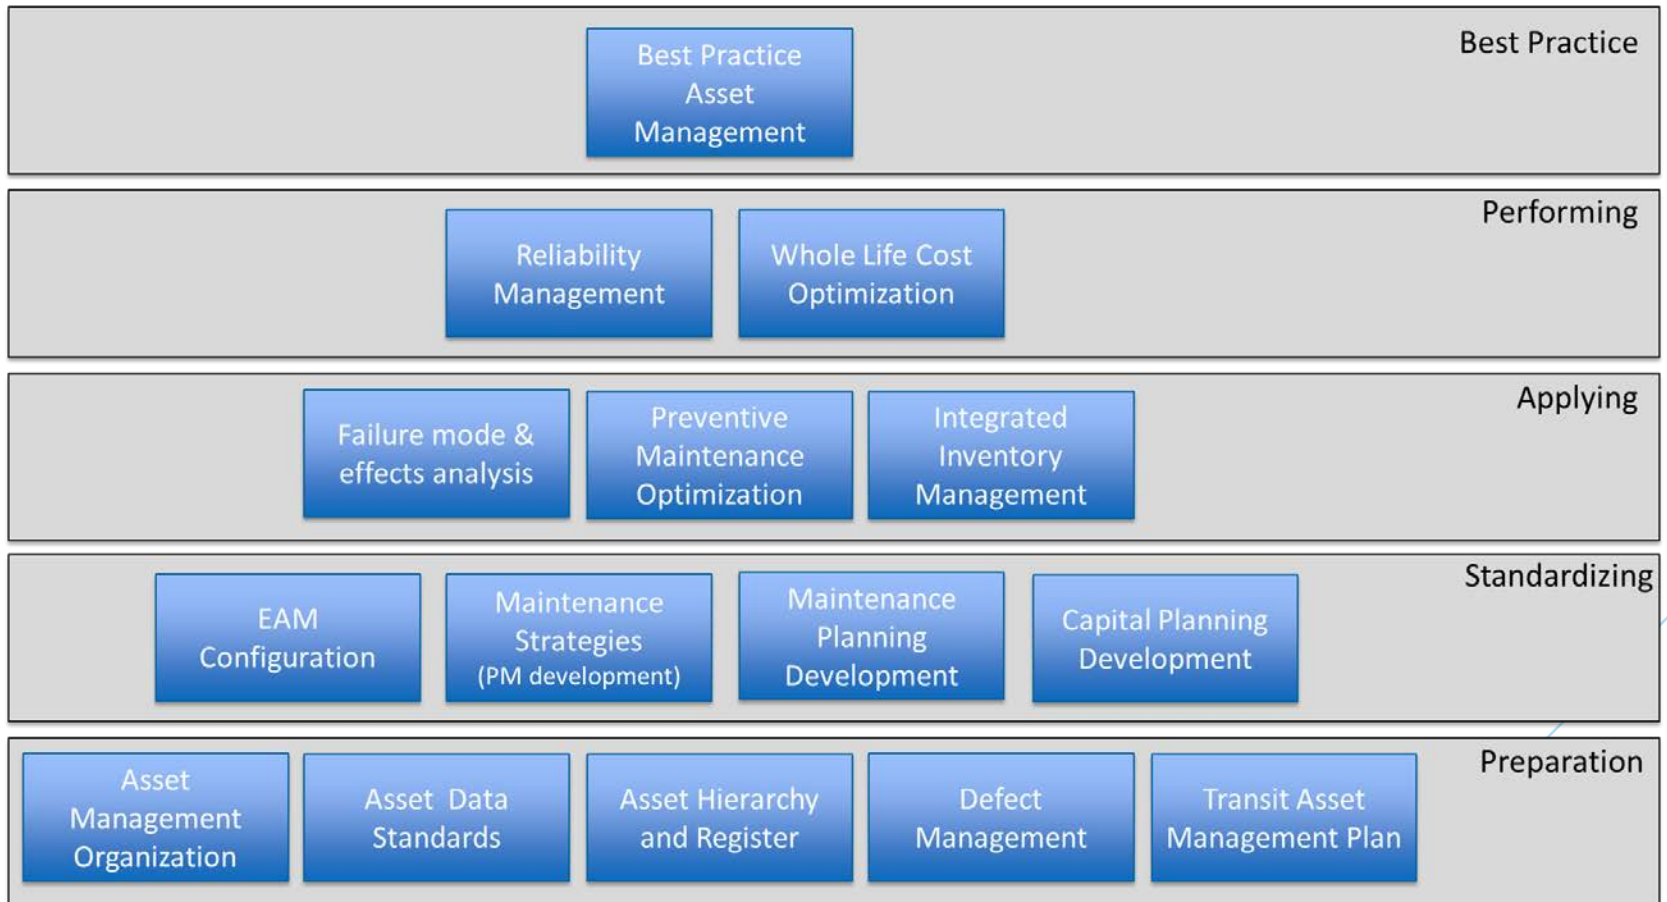 Best Practice
Best Practice
Asset
Management
Performing
Reliability
Management
Whole Life Cost
Optimization
Applying
Failure mode &
effects analysis
Preventive
Maintenance
Optimization
Integrated
Inventory
Management
Standardizing
EAM
Configuration
Maintenance
Strategies
(PM development)
Maintenance
Planning
Development
Capital Planning
Development
Preparation
Asset
Management
Organization
Asset Data
Standards
Asset Hierarchy
and Register
Defect
Management
Transit Asset
Management Plan